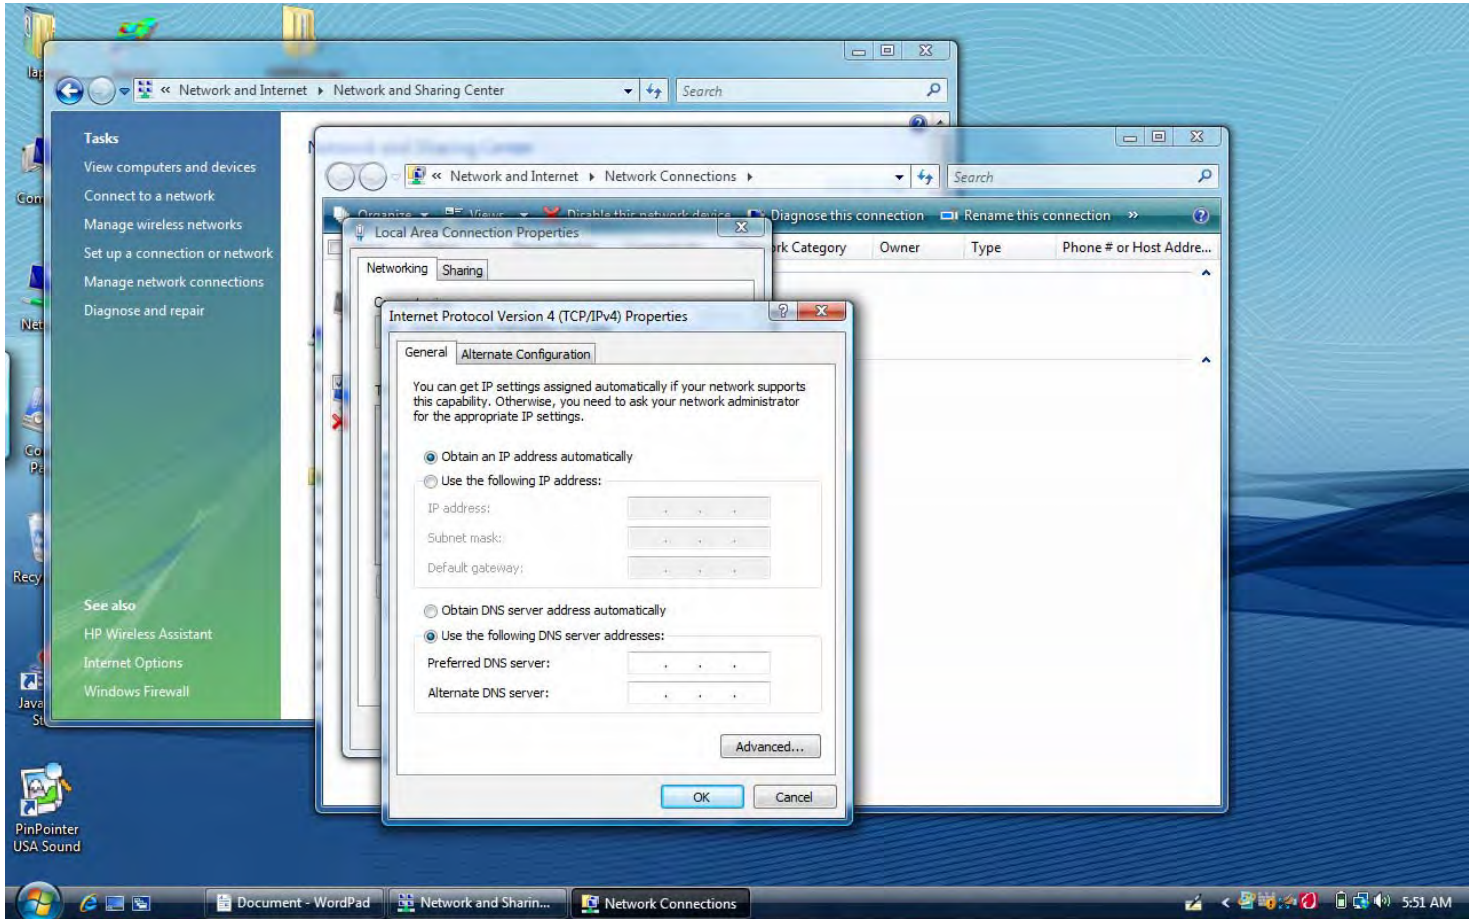 « Network and Internet ▸ Network and Sharing Center
Search
Tasks
View computers and devices
Connect to a network
Manage wireless networks
Set up a connection or network
Manage network connections
Diagnose and repair
See also
HP Wireless Assistant
Internet Options
Windows Firewall
« Network and Internet ▸ Network Connections ▸
Search
Organize Views Disable this network device Diagnose this connection Rename this connection »
Category Owner Type Phone # or Host Addre...
Local Area Connection Properties
Networking Sharing
Internet Protocol Version 4 (TCP/IPv4) Properties
General Alternate Configuration
You can get IP settings assigned automatically if your network supports
this capability. Otherwise, you need to ask your network administrator
for the appropriate IP settings.
Obtain an IP address automatically
Use the following IP address:
IP address:
Subnet mask:
Default gateway:
Obtain DNS server address automatically
Use the following DNS server addresses:
Preferred DNS server:
Alternate DNS server:
Advanced...
OK Cancel
PinPointer
USA Sound
Document - WordPad Network and Sharin... Network Connections 5:51 AM